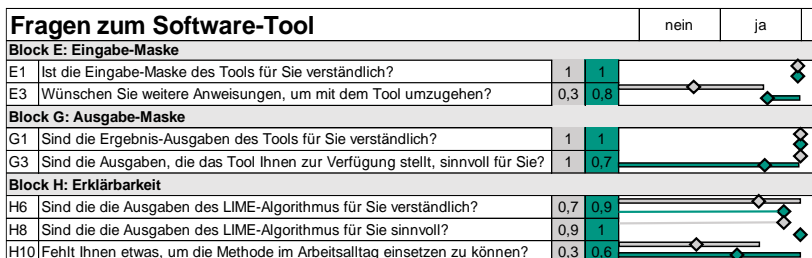 Fragen zum Software-Tool nein ja
Block E: Eingabe-Maske
E1 Ist die Eingabe-Maske des Tools für Sie verständlich? 1 1
E3 Wünschen Sie weitere Anweisungen, um mit dem Tool umzugehen? 0,3 0,8
Block G: Ausgabe-Maske
G1 Sind die Ergebnis-Ausgaben des Tools für Sie verständlich? 1 1
G3 Sind die Ausgaben, die das Tool Ihnen zur Verfügung stellt, sinnvoll für Sie? 1 0,7
Block H: Erklärbarkeit
H6 Sind die die Ausgaben des LIME-Algorithmus für Sie verständlich? 0,7 0,9
H8 Sind die die Ausgaben des LIME-Algorithmus für Sie sinnvoll? 0,9 1
H10 Fehlt Ihnen etwas, um die Methode im Arbeitsalltag einsetzen zu können? 0,3 0,6